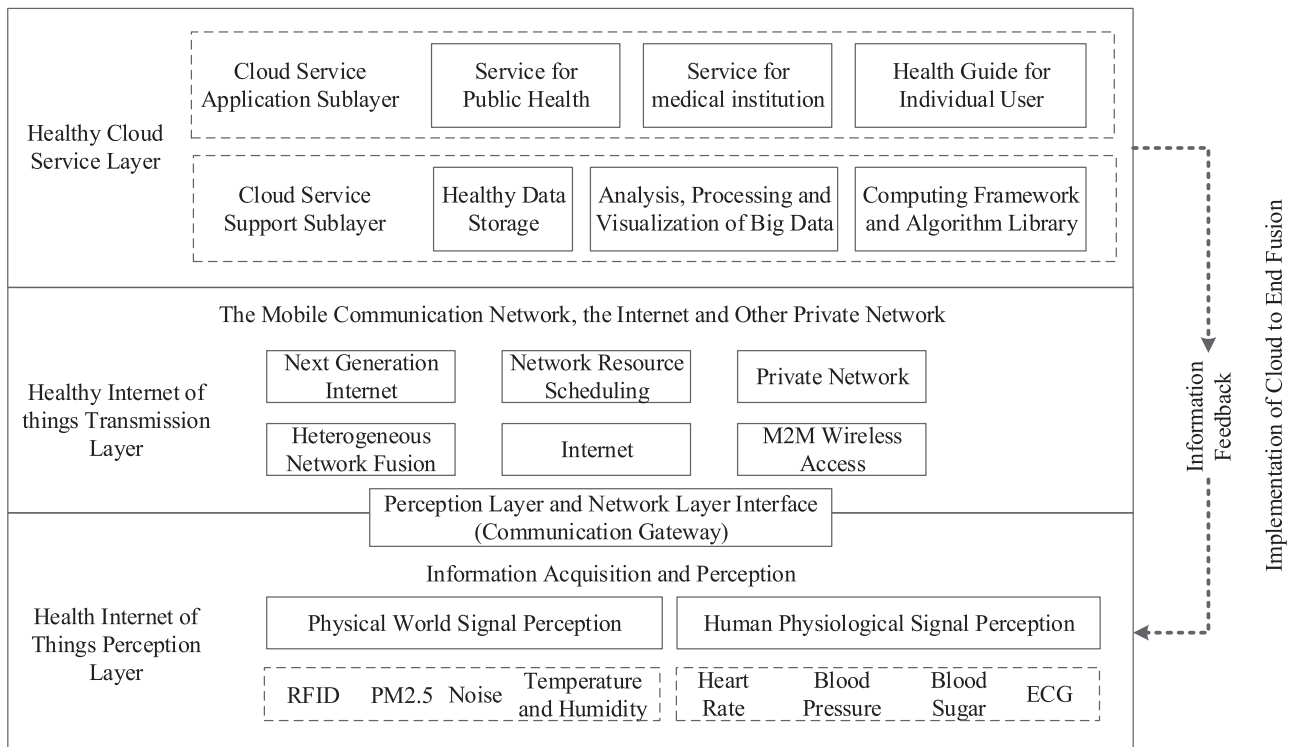 Cloud Service
Application Sublayer
Service for
Public Health
Service for
medical institution
Health Guide for
Individual User
Healthy Cloud
Service Layer
Cloud Service
Support Sublayer
Healthy Data
Storage
Analysis, Processing and
Visualization of Big Data
Computing Framework
and Algorithm Library
The Mobile Communication Network, the Internet and Other Private Network
Healthy Internet of
things Transmission
Layer
Next Generation
Internet
Network Resource
Scheduling
Private Network
Heterogeneous
Network Fusion
Internet
M2M Wireless
Access
Perception Layer and Network Layer Interface
(Communication Gateway)
Information Acquisition and Perception
Health Internet of
Things Perception
Layer
Physical World Signal Perception
Human Physiological Signal Perception
RFID
PM2.5
Noise
Temperature
and Humidity
Heart
Rate
Blood
Pressure
Blood
Sugar
ECG
Information
Feedback
Implementation of Cloud to End Fusion